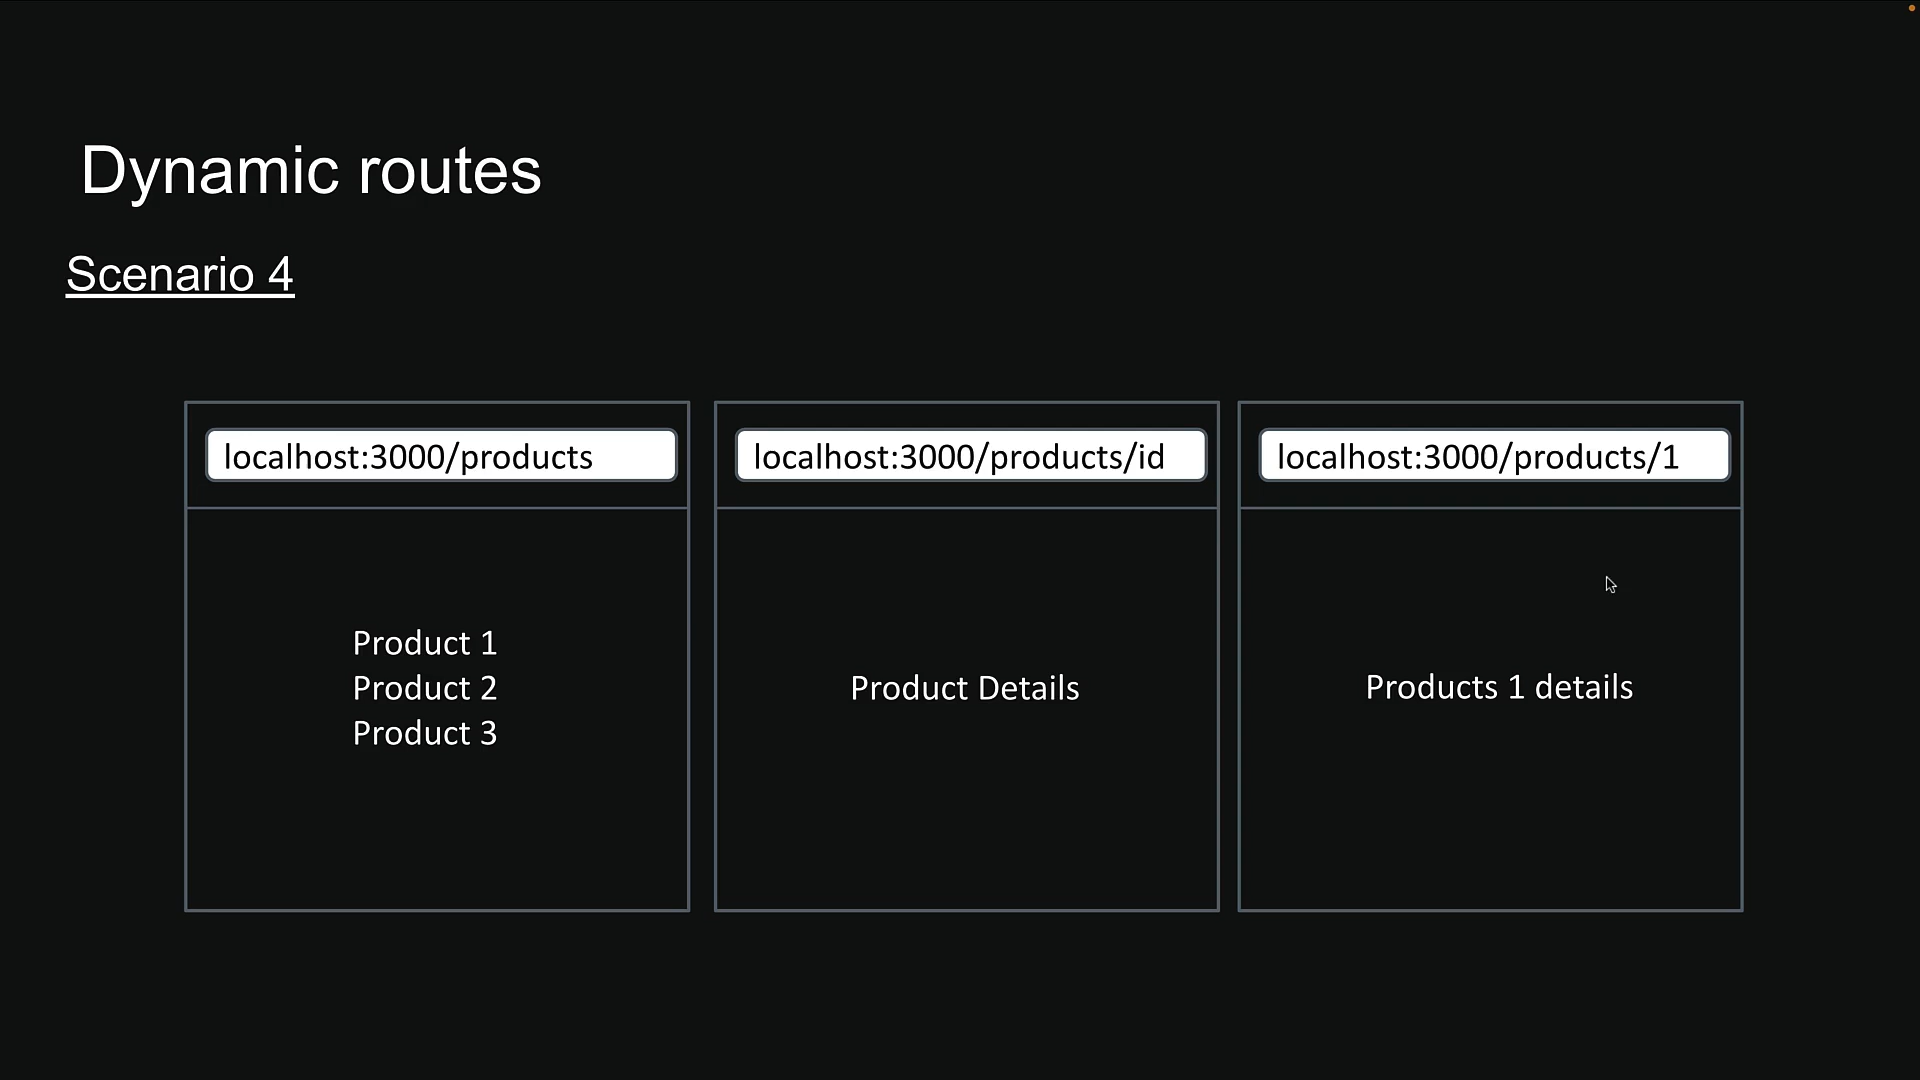 Dynamic routes
Scenario 4
localhost:3000/products
Product 1
Product 2
Product 3
localhost:3000/products/id
Product Details
localhost:3000/products/1
Products 1 details